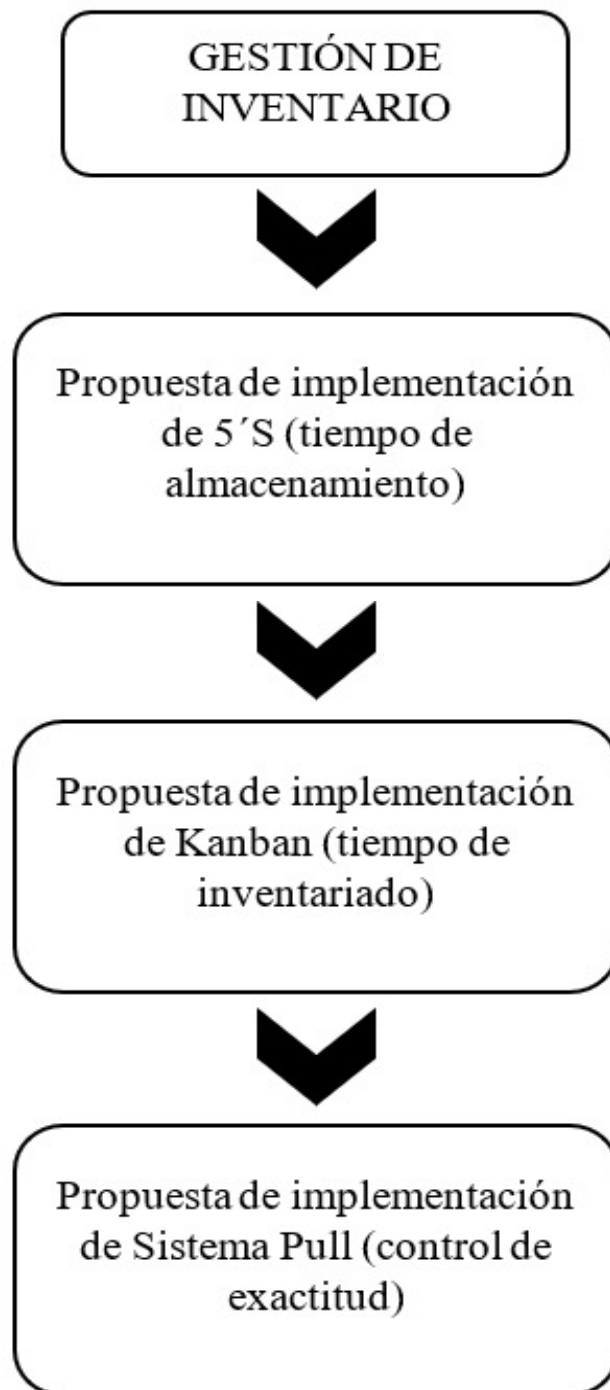 GESTIÓN DE
INVENTARIO
Propuesta de implementación
de 5´S (tiempo de
almacenamiento)
Propuesta de implementación
de Kanban (tiempo de
inventariado)
Propuesta de implementación
de Sistema Pull (control de
exactitud)